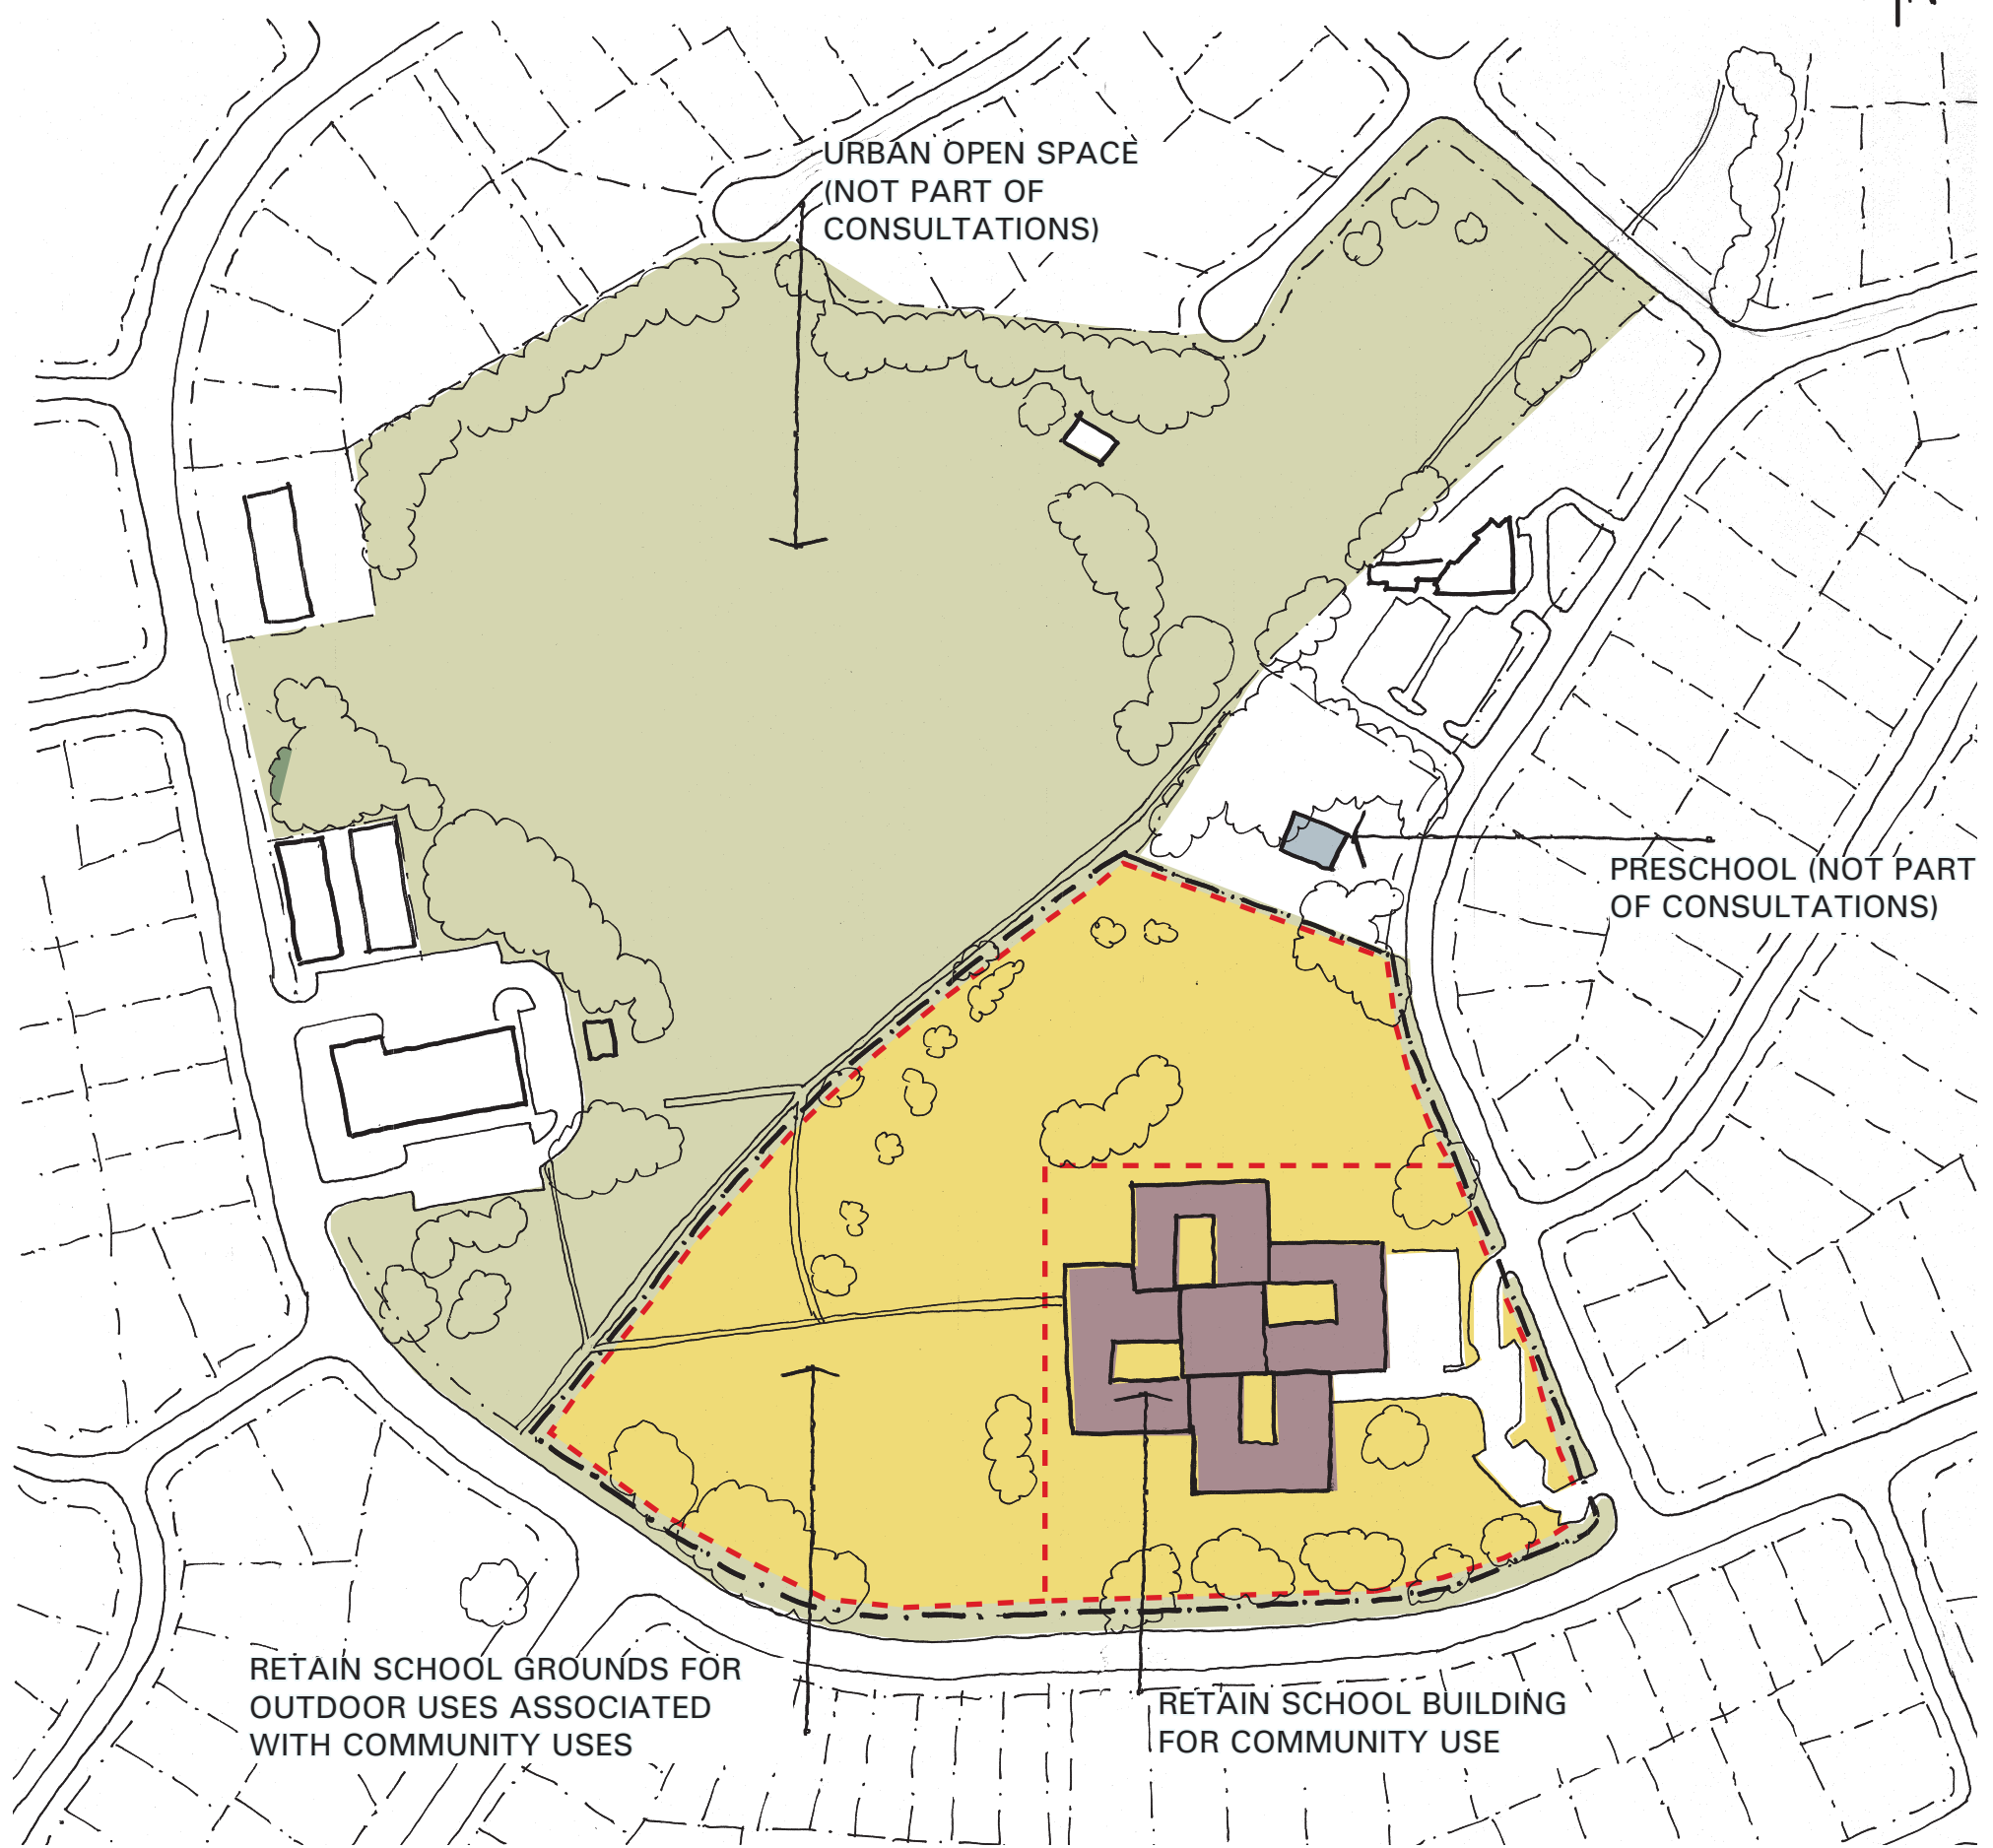 URBAN OPEN SPACE
(NOT PART OF
CONSULTATIONS)
PRESCHOOL (NOT PART
OF CONSULTATIONS)
RETAIN SCHOOL GROUNDS FOR
OUTDOOR USES ASSOCIATED
WITH COMMUNITY USES
RETAIN SCHOOL BUILDING
FOR COMMUNITY USE